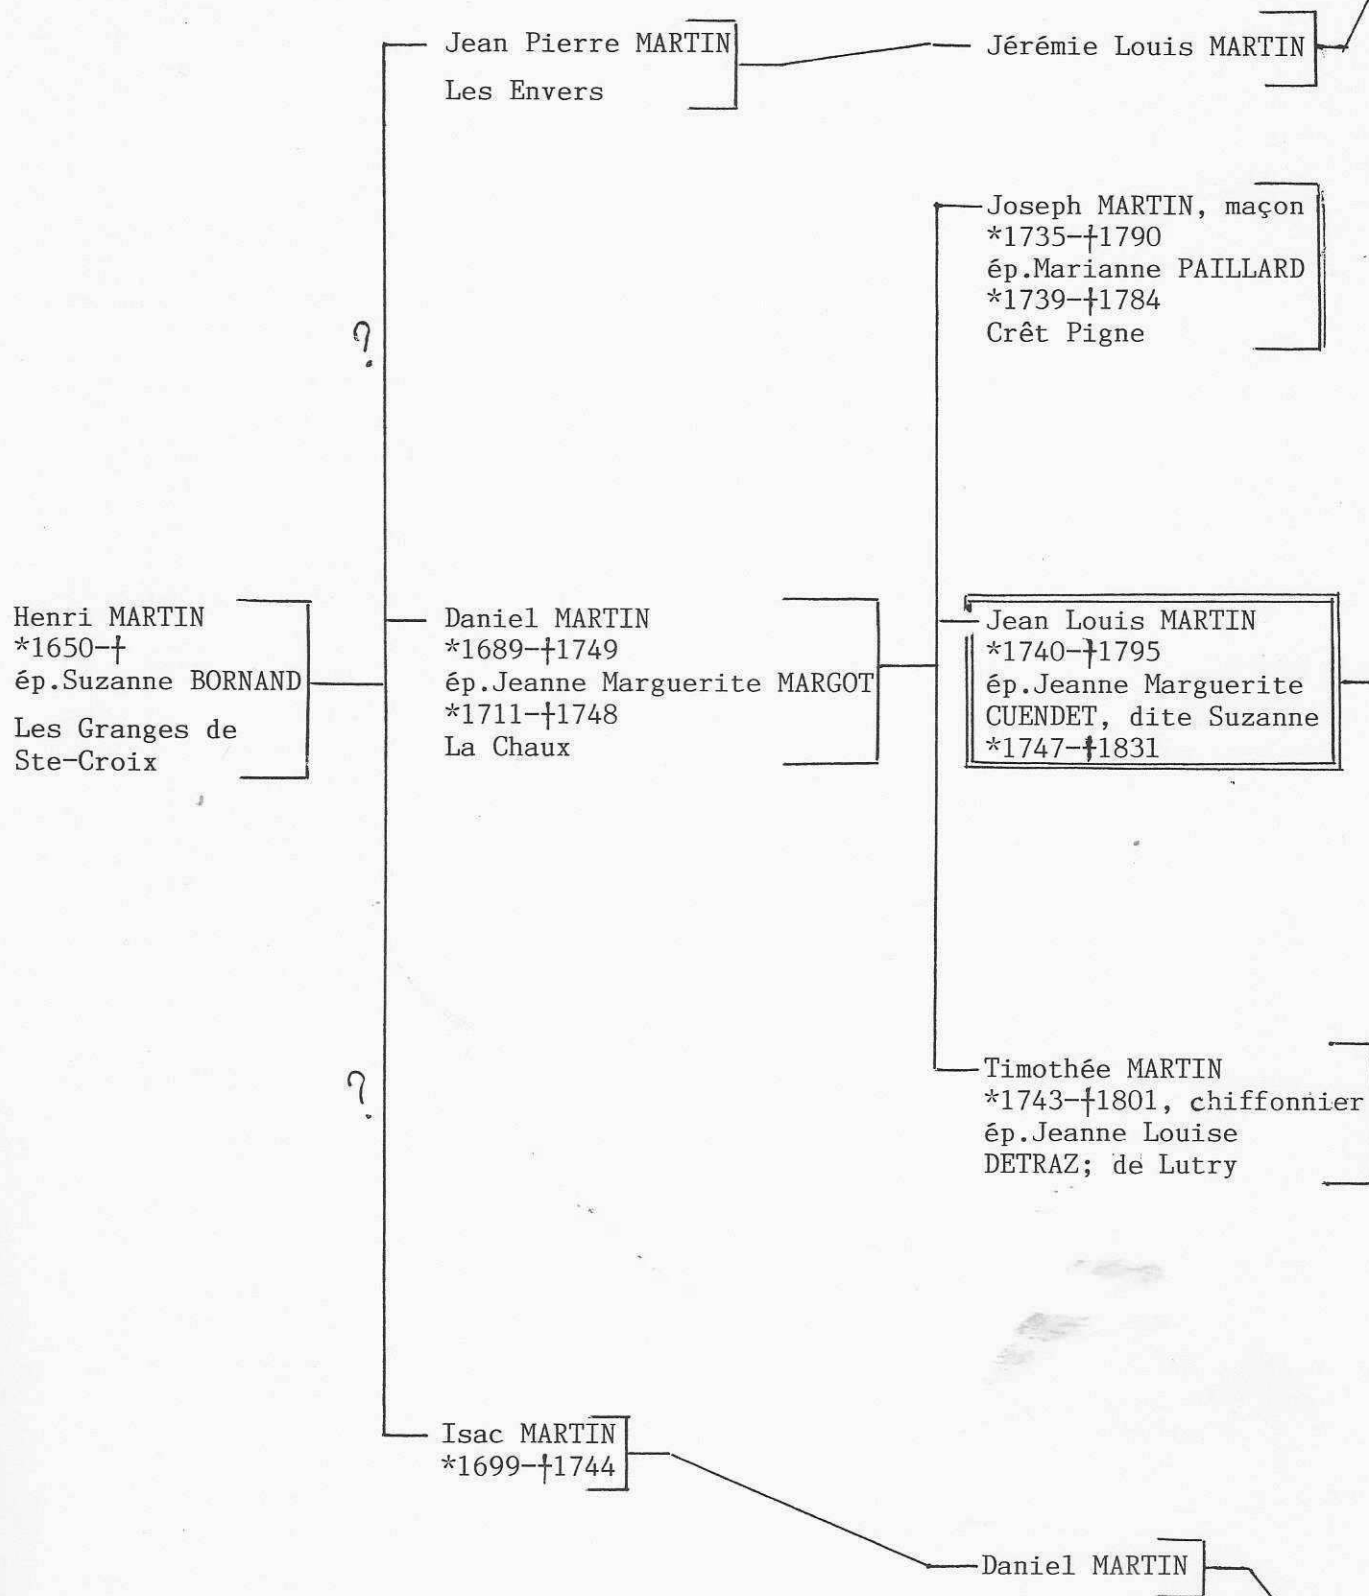 Jean Pierre MARTIN
Les Envers
Jérémie Louis MARTIN
Joseph MARTIN, maçon
*1735-†1790
ép.Marianne PAILLARD
*1739-†1784
Crêt Pigne
?
Henri MARTIN
*1650-†
ép.Suzanne BORNAND
Les Granges de
Ste-Croix
Daniel MARTIN
*1689-†1749
ép.Jeanne Marguerite MARGOT
*1711-†1748
La Chaux
Jean Louis MARTIN
*1740-†1795
ép.Jeanne Marguerite
CUENDET, dite Suzanne
*1747-†1831
?
Timothée MARTIN
*1743-†1801, chiffonnier
ép.Jeanne Louise
DETRAZ; de Lutry
Isac MARTIN
*1699-†1744
Daniel MARTIN